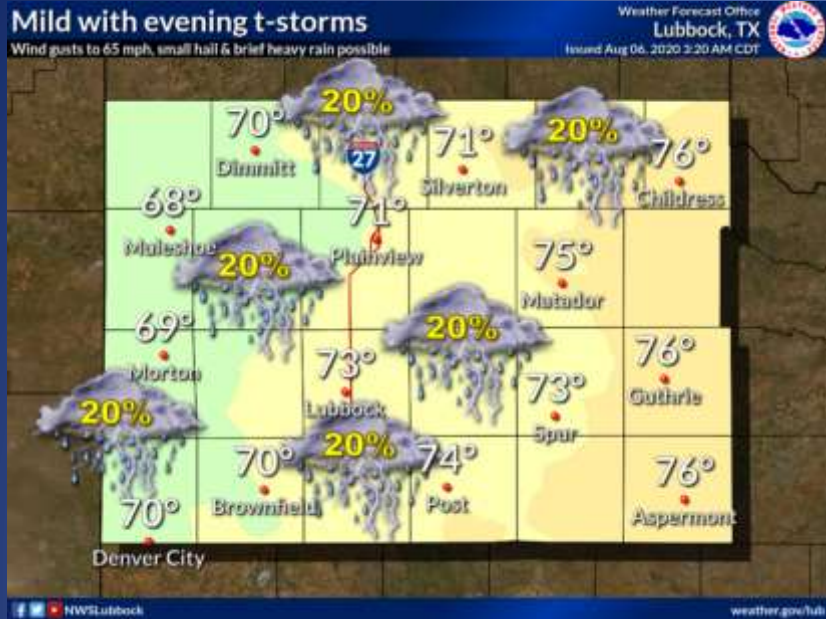 Mild with evening t-storms
Wind gusts to 65 mph, small hail & brief heavy rain possible
Weather Forecast Office
Lubbock, TX
Issued Aug 06, 2020 3:20 AM CDT
20%
70°
Dimmitt
27
71°
Silverton
20%
76°
Childress
68°
Muleshoe
71°
Plainview
20%
75°
Matador
69°
Morton
20%
73°
Lubbock
76°
Guthrie
73°
Spur
20%
20%
70°
Brownfield
74°
Post
76°
Aspermont
70°
Denver City
NWSLubbock
weather.gov/lub